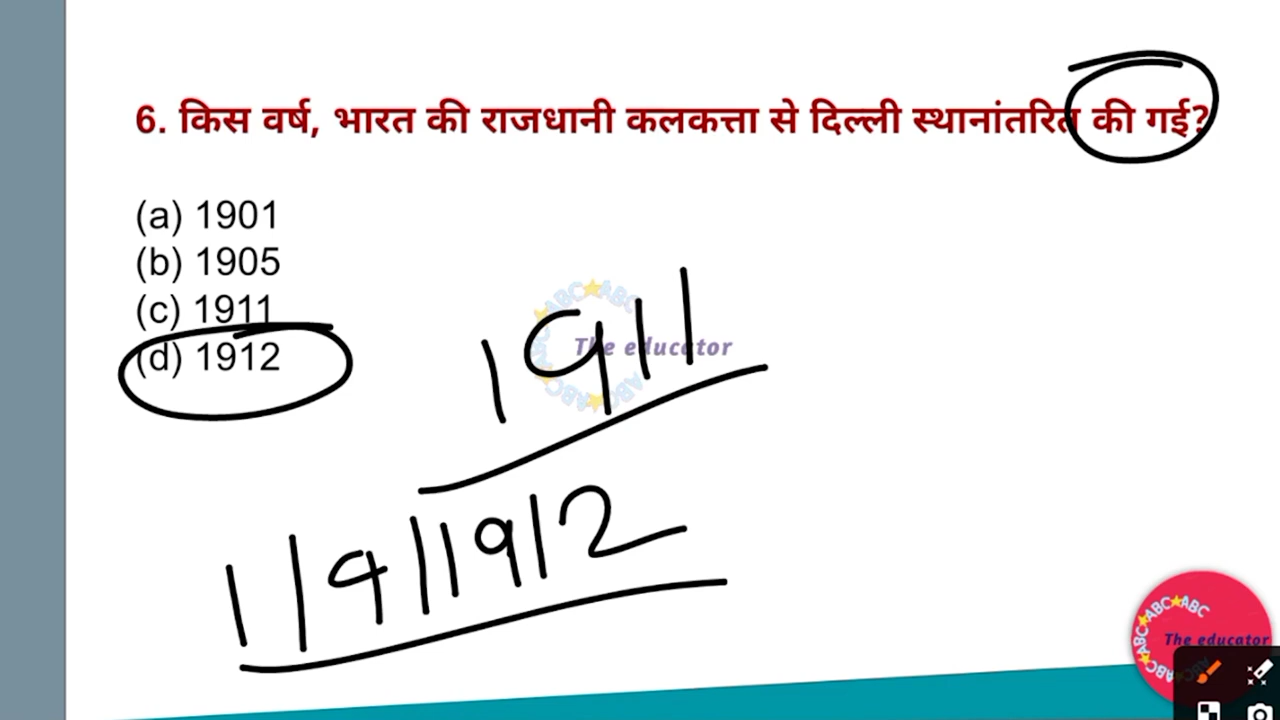 6. किस वर्ष, भारत की राजधानी कलकत्ता से दिल्ली स्थानांतरित की गई?
(a) 1901
(b) 1905
(c) 1911
(d) 1912
1911
The educator
1/4/1912
ABC★ABC★ABC
The educator